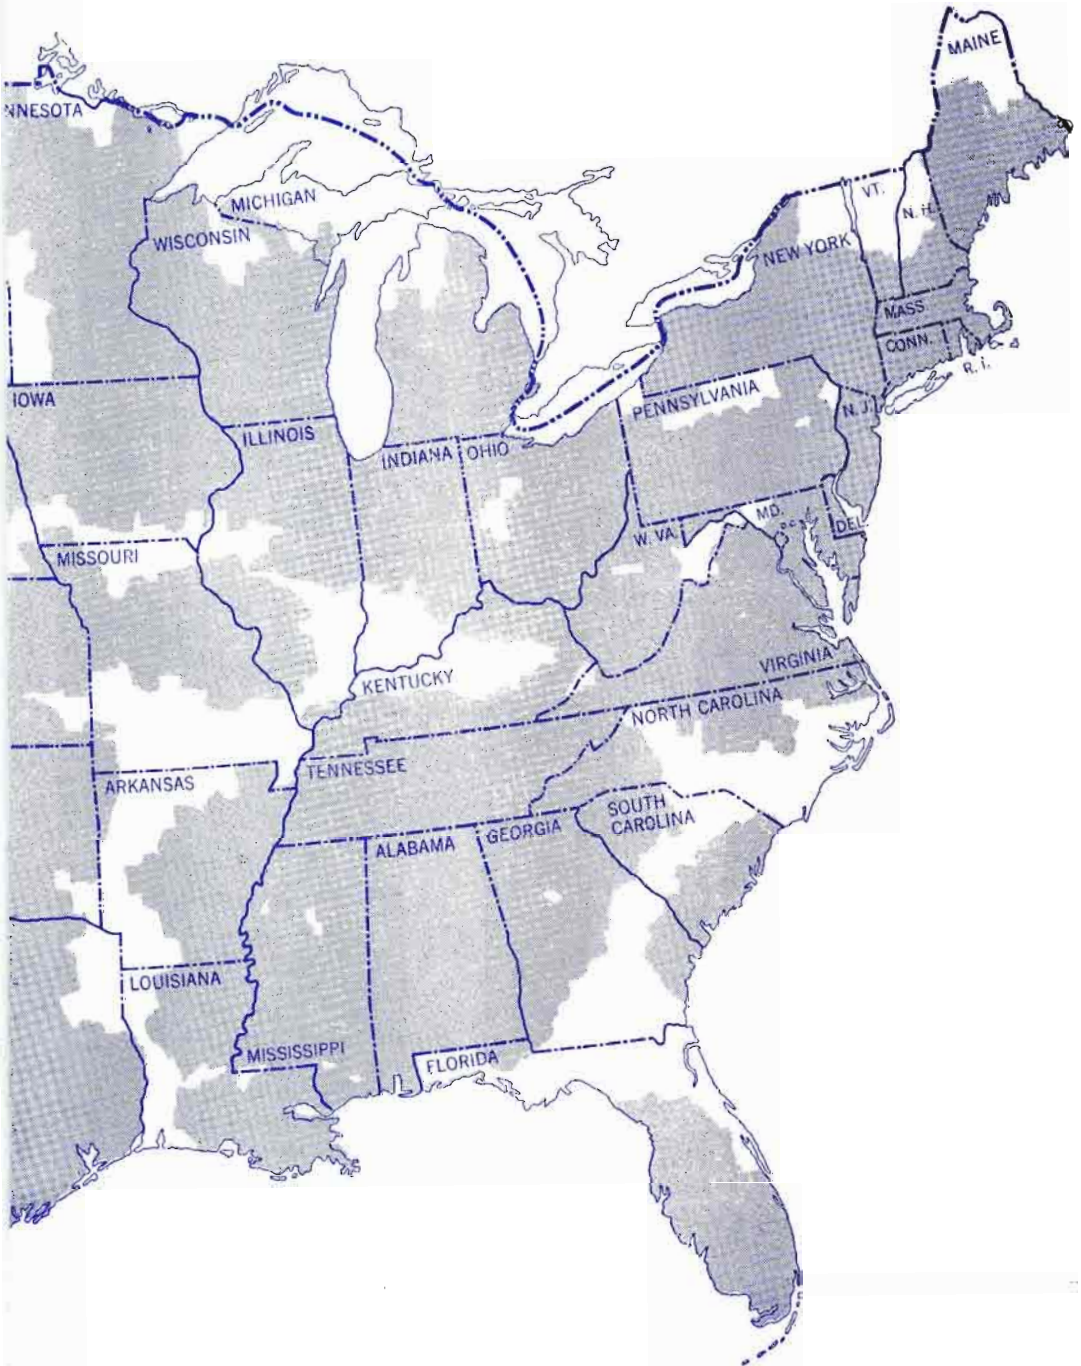 MAINE
NNESOTA
MICHIGAN
VT.
N. H.
WISCONSIN
NEW YORK
MASS
CONN.
R. I.
IOWA
PENNSYLVANIA
N. J.
ILLINOIS
INDIANA
OHIO
MD.
D.C.
DEL
W. VA.
MISSOURI
VIRGINIA
KENTUCKY
NORTH CAROLINA
TENNESSEE
ARKANSAS
SOUTH
CAROLINA
GEORGIA
ALABAMA
LOUISIANA
MISSISSIPPI
FLORIDA